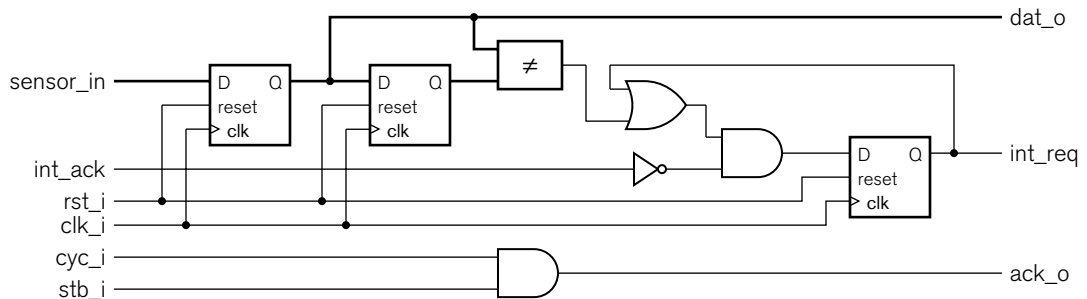 dat_o
sensor_in D Q D Q ≠
reset reset
clk clk
int_ack D Q int_req
rst_i reset
clk_i clk
cyc_i
stb_i ack_o